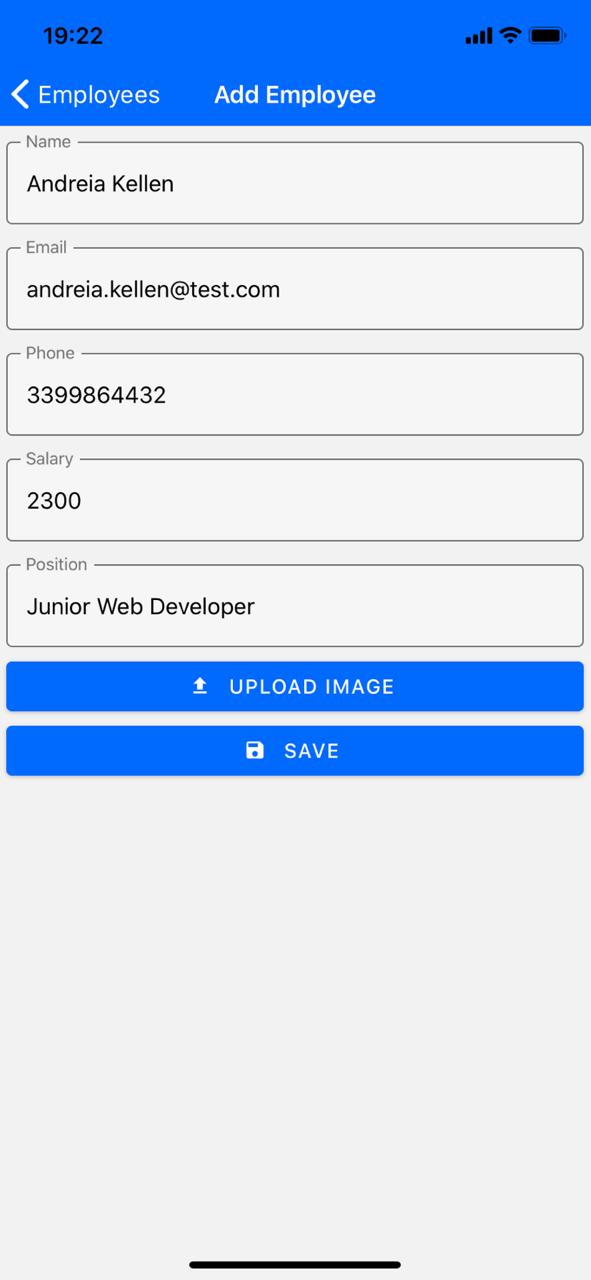 19:22
Employees Add Employee
Name
Andreia Kellen
Email
andreia.kellen@test.com
Phone
3399864432
Salary
2300
Position
Junior Web Developer
UPLOAD IMAGE
SAVE